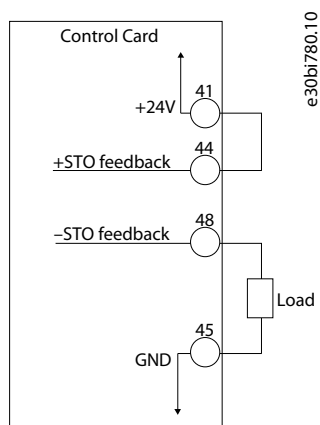 Control Card
e30bi780.10
41
+24V
44
+STO feedback
48
–STO feedback
Load
45
GND